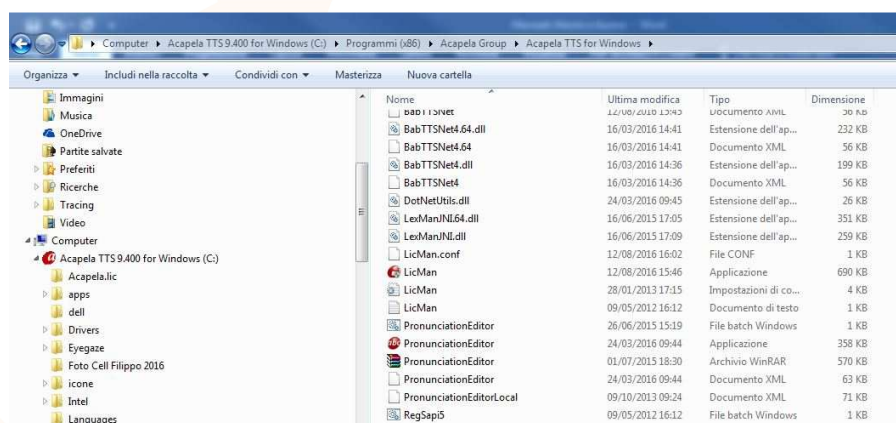 Computer ▸ Acapela TTS 9.400 for Windows (C:) ▸ Programmi (x86) ▸ Acapela Group ▸ Acapela TTS for Windows ▸
Organizza ▾ Includi nella raccolta ▾ Condividi con ▾ Masterizza Nuova cartella
Immagini
Musica
OneDrive
Partite salvate
Preferiti
Ricerche
Tracing
Video
Computer
Acapela TTS 9.400 for Windows (C:)
Acapela.lic
apps
dell
Drivers
Eyegaze
Foto Cell Filippo 2016
icone
Intel
Languages
Nome Ultima modifica Tipo Dimensione
BabTTSNet 12/08/2016 15:45 Documento XML 56 KB
BabTTSNet4.64.dll 16/03/2016 14:41 Estensione dell'ap... 232 KB
BabTTSNet4.64 16/03/2016 14:41 Documento XML 56 KB
BabTTSNet4.dll 16/03/2016 14:36 Estensione dell'ap... 199 KB
BabTTSNet4 16/03/2016 14:36 Documento XML 56 KB
DotNetUtils.dll 24/03/2016 09:45 Estensione dell'ap... 26 KB
LexManJNI.64.dll 16/06/2015 17:05 Estensione dell'ap... 351 KB
LexManJNI.dll 16/06/2015 17:09 Estensione dell'ap... 259 KB
LicMan.conf 12/08/2016 16:02 File CONF 1 KB
LicMan 12/08/2016 15:46 Applicazione 690 KB
LicMan 28/01/2013 17:15 Impostazioni di co... 4 KB
LicMan 09/05/2012 16:12 Documento di testo 1 KB
PronunciationEditor 26/06/2015 15:19 File batch Windows 1 KB
PronunciationEditor 24/03/2016 09:44 Applicazione 358 KB
PronunciationEditor 01/07/2015 18:30 Archivio WinRAR 570 KB
PronunciationEditor 24/03/2016 09:44 Documento XML 63 KB
PronunciationEditorLocal 09/10/2013 09:24 Documento XML 71 KB
RegSapi5 09/05/2012 16:12 File batch Windows 1 KB